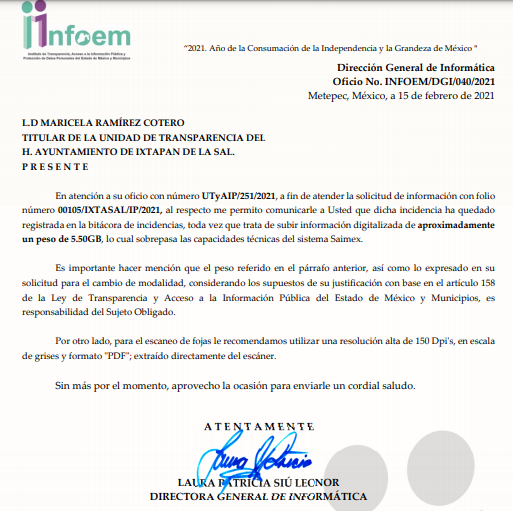 infoem
Instituto de Transparencia, Acceso a la Información Pública y
Protección de Datos Personales del Estado de México y Municipios
"2021. Año de la Consumación de la Independencia y la Grandeza de México "
Dirección General de Informática
Oficio No. INFOEM/DGI/040/2021
Metepec, México, a 15 de febrero de 2021
L.D MARICELA RAMÍREZ COTERO
TITULAR DE LA UNIDAD DE TRANSPARENCIA DEL
H. AYUNTAMIENTO DE IXTAPAN DE LA SAL.
P R E S E N T E
En atención a su oficio con número UTyAIP/251/2021, a fin de atender la solicitud de información con folio
número 00105/IXTASAL/IP/2021, al respecto me permito comunicarle a Usted que dicha incidencia ha quedado
registrada en la bitácora de incidencias, toda vez que trata de subir información digitalizada de aproximadamente
un peso de 5.50GB, lo cual sobrepasa las capacidades técnicas del sistema Saimex.
Es importante hacer mención que el peso referido en el párrafo anterior, así como lo expresado en su
solicitud para el cambio de modalidad, considerando los supuestos de su justificación con base en el artículo 158
de la Ley de Transparencia y Acceso a la Información Pública del Estado de México y Municipios, es
responsabilidad del Sujeto Obligado.
Por otro lado, para el escaneo de fojas le recomendamos utilizar una resolución alta de 150 Dpi's, en escala
de grises y formato "PDF"; extraído directamente del escáner.
Sin más por el momento, aprovecho la ocasión para enviarle un cordial saludo.
A T E N T A M E N T E
LAURA PATRICIA SIÚ LEONOR
DIRECTORA GENERAL DE INFORMÁTICA